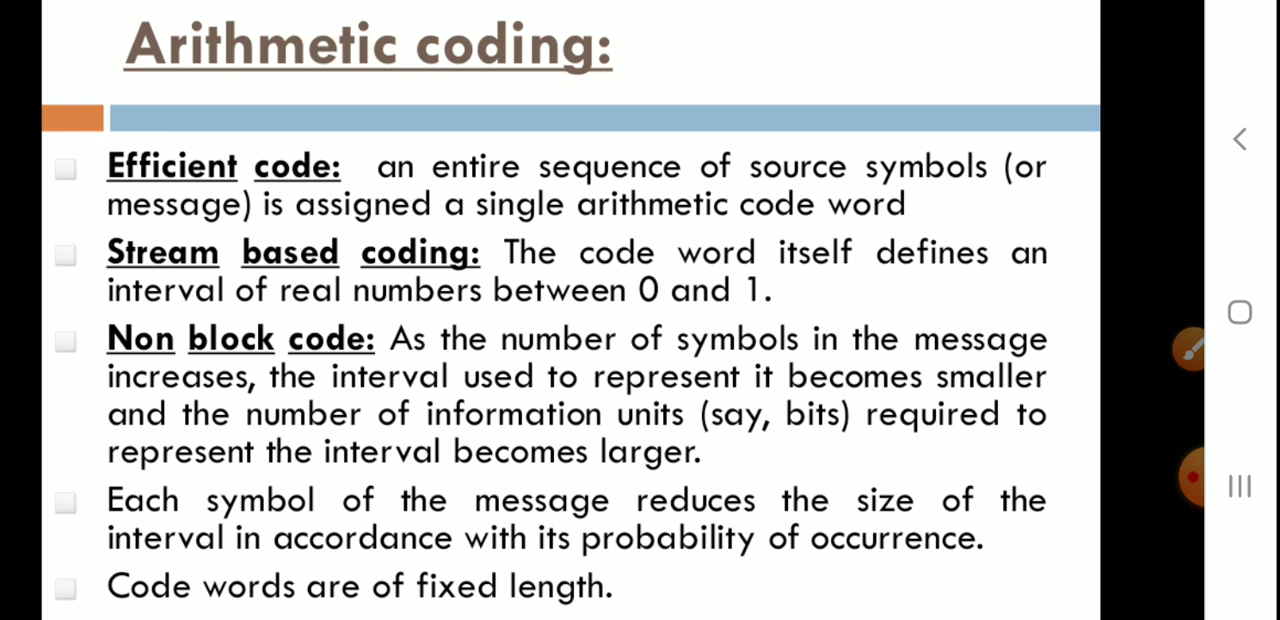 Arithmetic coding:
Efficient code: an entire sequence of source symbols (or
message) is assigned a single arithmetic code word
Stream based coding: The code word itself defines an
interval of real numbers between 0 and 1.
Non block code: As the number of symbols in the message
increases, the interval used to represent it becomes smaller
and the number of information units (say, bits) required to
represent the interval becomes larger.
Each symbol of the message reduces the size of the
interval in accordance with its probability of occurrence.
Code words are of fixed length.